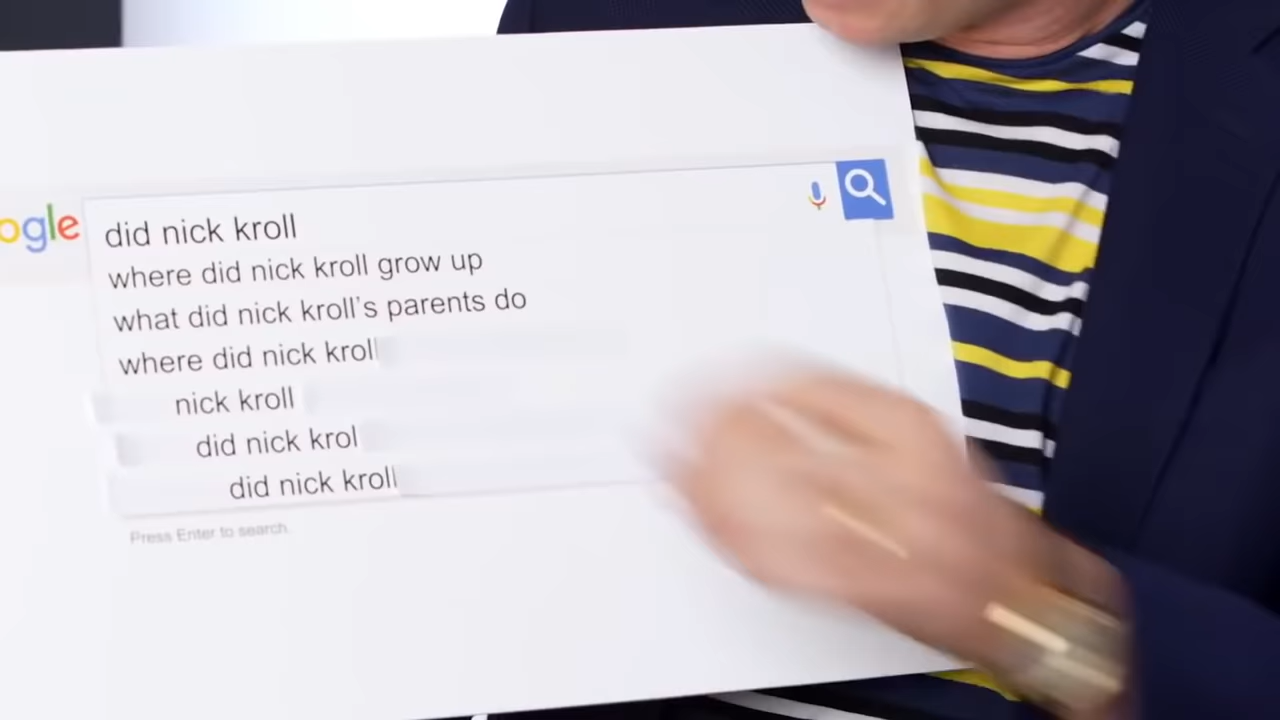 ogle
did nick kroll
where did nick kroll grow up
what did nick kroll's parents do
where did nick kroll
nick kroll
did nick krol
did nick kroll
Press Enter to search.